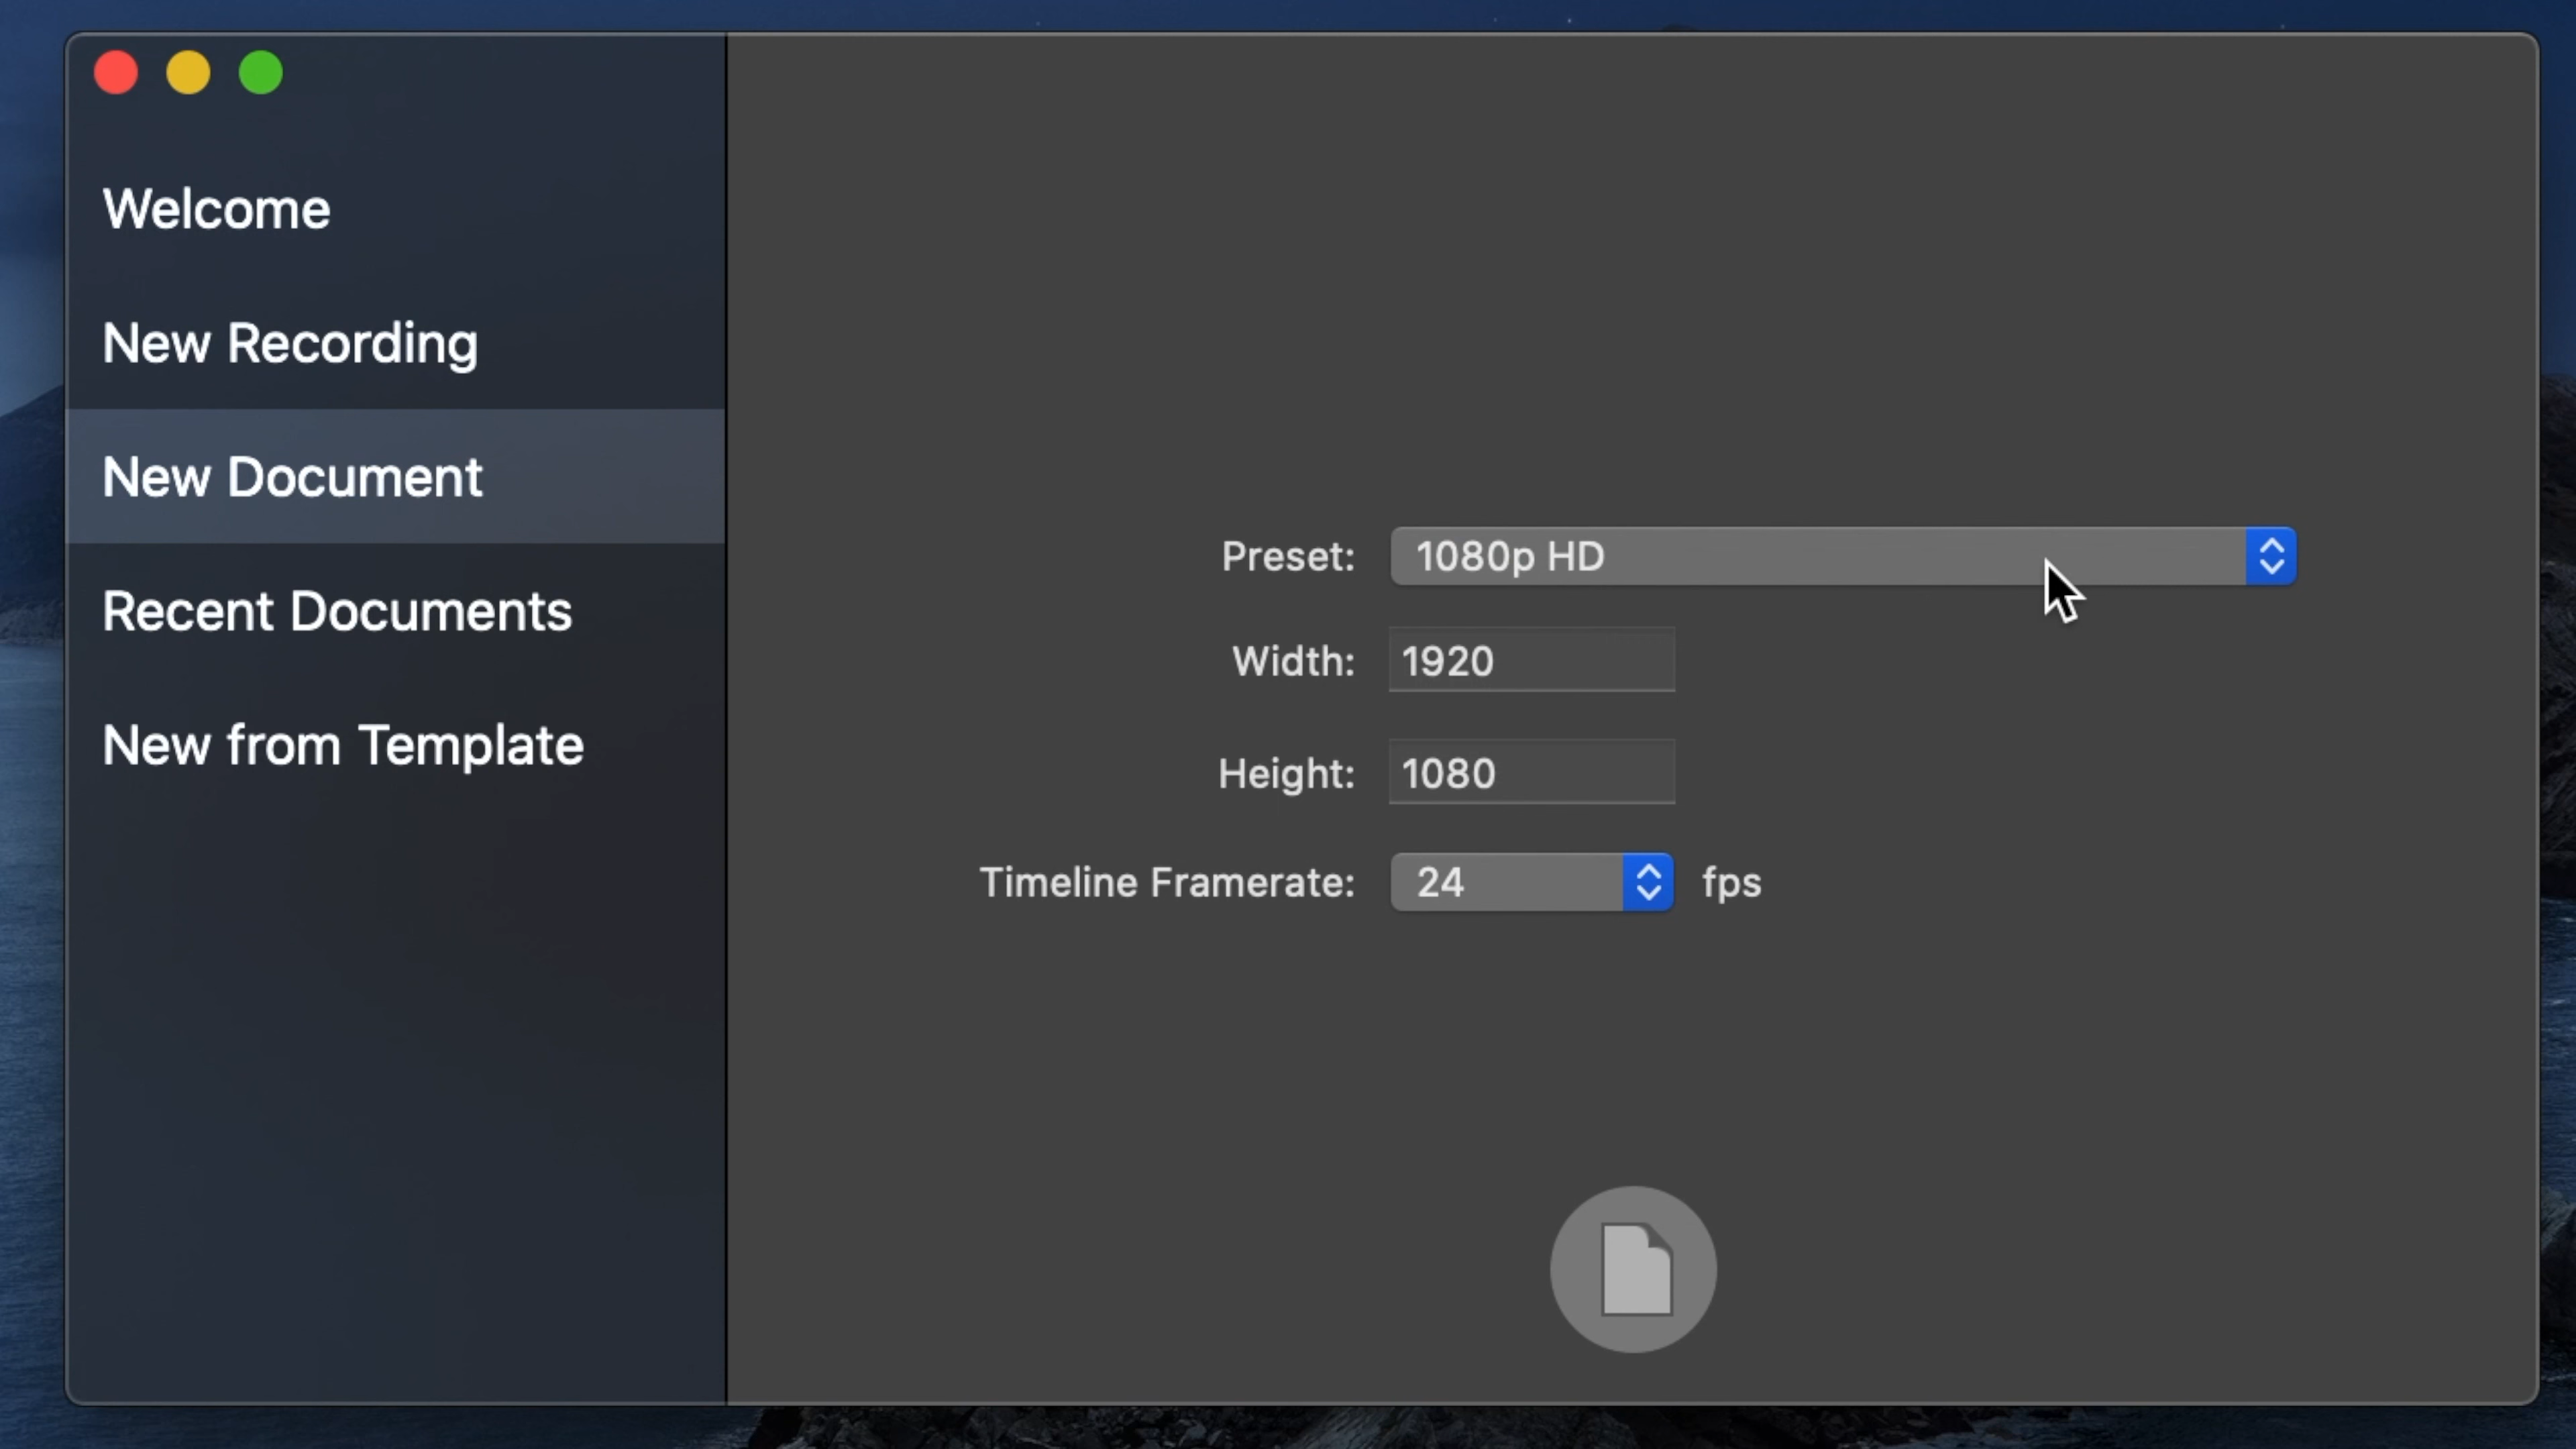 Welcome
New Recording
New Document
Recent Documents
New from Template
Preset: 1080p HD
Width: 1920
Height: 1080
Timeline Framerate: 24 fps